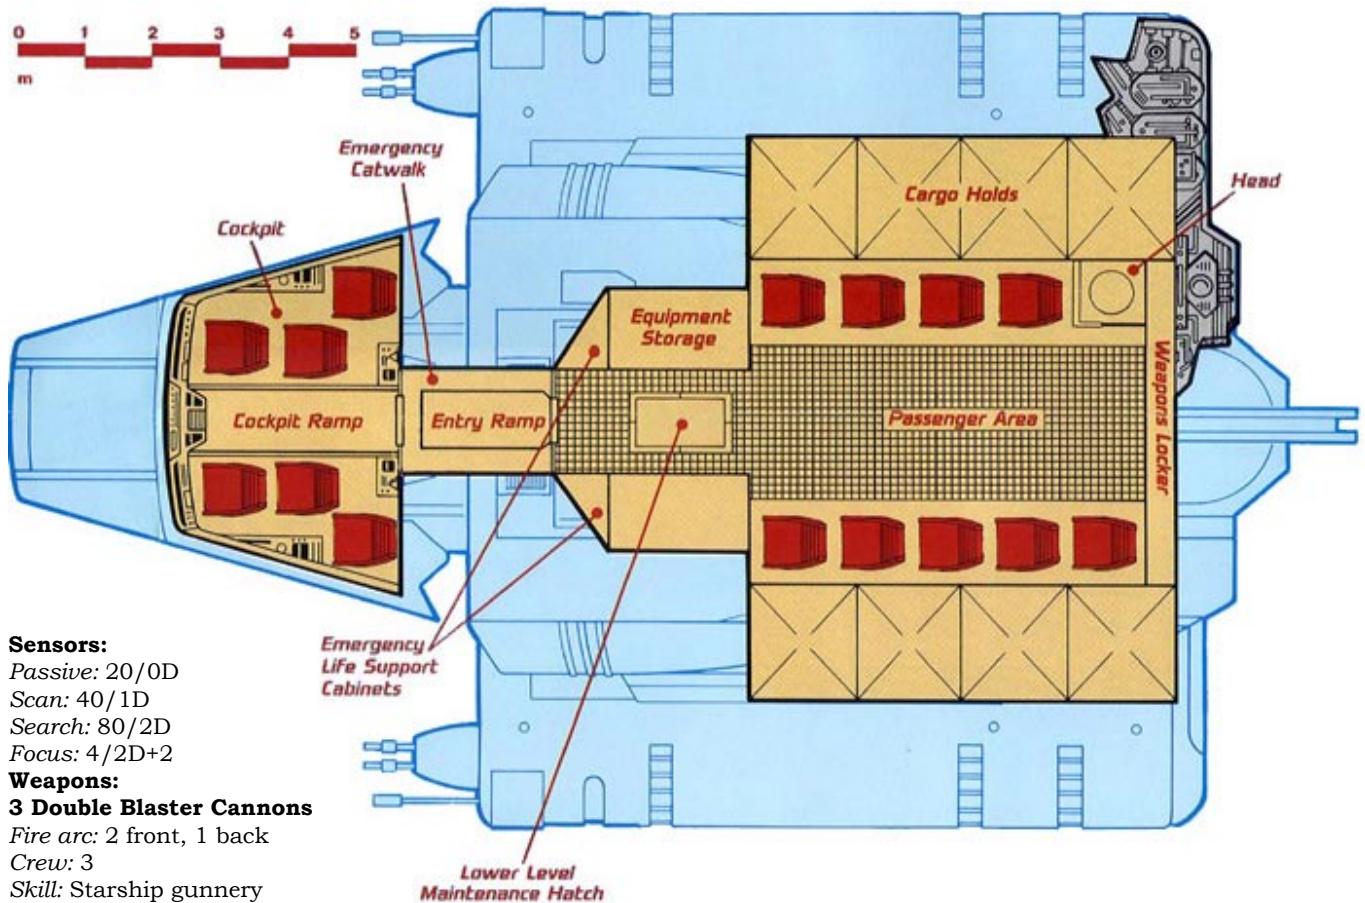 0 1 2 3 4 5
m
Emergency
Catwalk
Cockpit
Cargo Holds
Head
Equipment
Storage
Cockpit Ramp
Entry Ramp
Passenger Area
Weapons Locker
Emergency
Life Support
Cabinets
Lower Level
Maintenance Hatch
Sensors:
Passive: 20/0D
Scan: 40/1D
Search: 80/2D
Focus: 4/2D+2
Weapons:
3 Double Blaster Cannons
Fire arc: 2 front, 1 back
Crew: 3
Skill: Starship gunnery